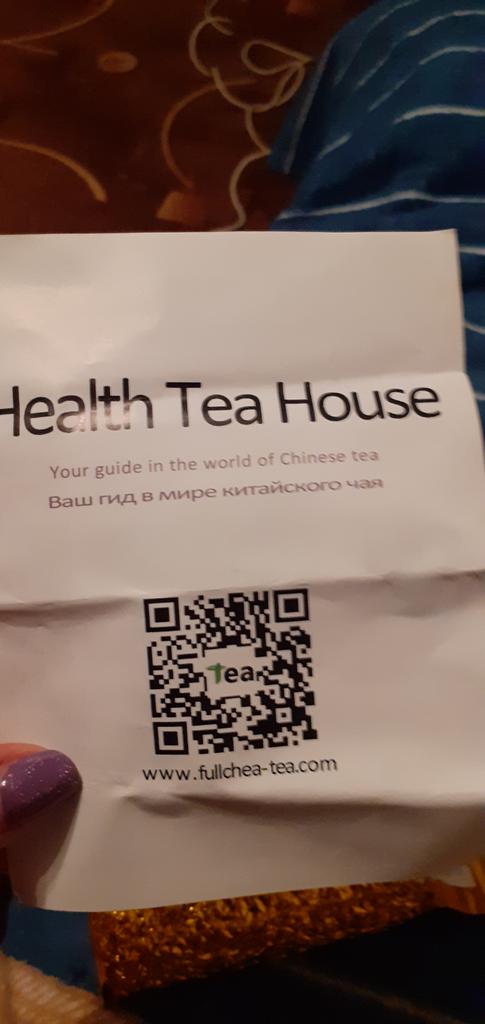 Health Tea House
Your guide in the world of Chinese tea
Ваш гид в мире китайского чая
Tea
www.fullchea-tea.com